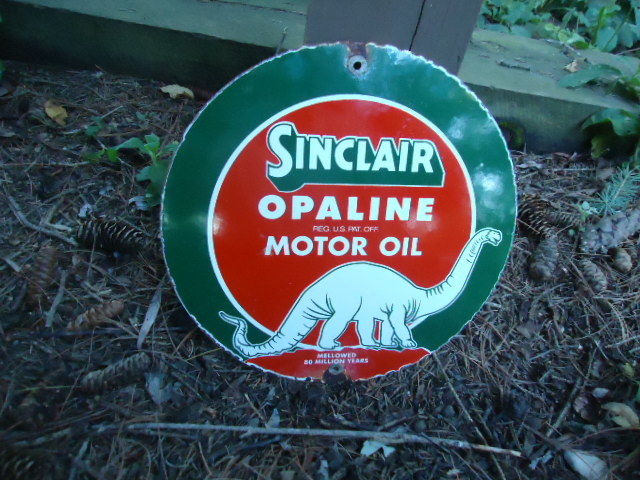 SINCLAIR
OPALINE
REG. U.S. PAT. OFF.
MOTOR OIL
MELLOWED
80 MILLION YEARS